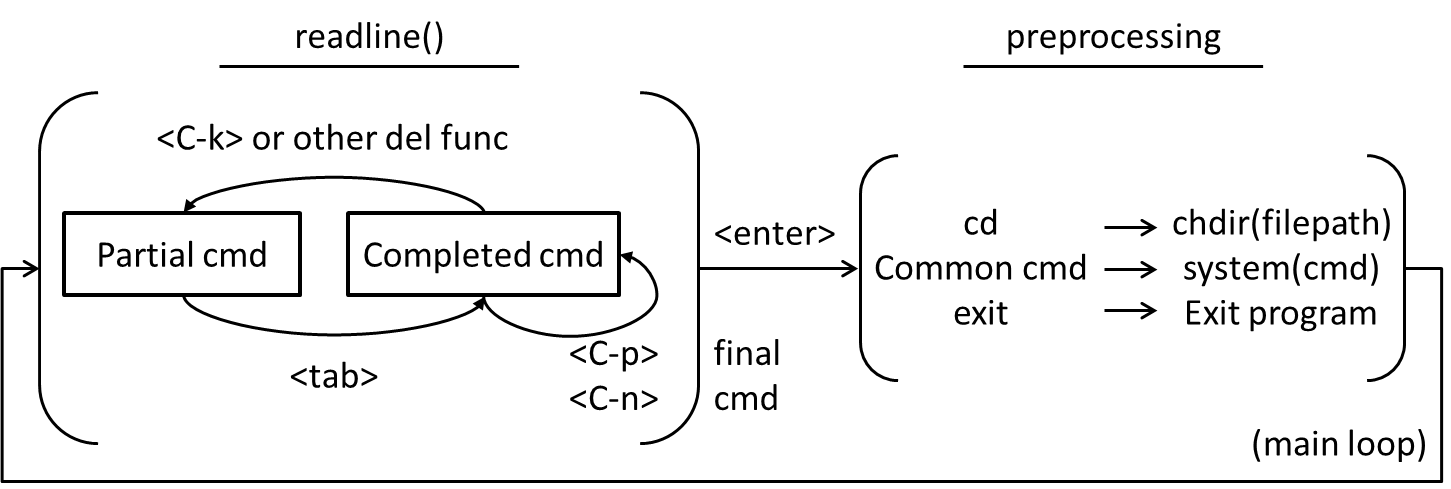 readline()
preprocessing
<C-k> or other del func
Partial cmd
Completed cmd
<tab>
<C-p>
<C-n>
<enter>
final
cmd
cd chdir(filepath)
Common cmd system(cmd)
exit Exit program
(main loop)